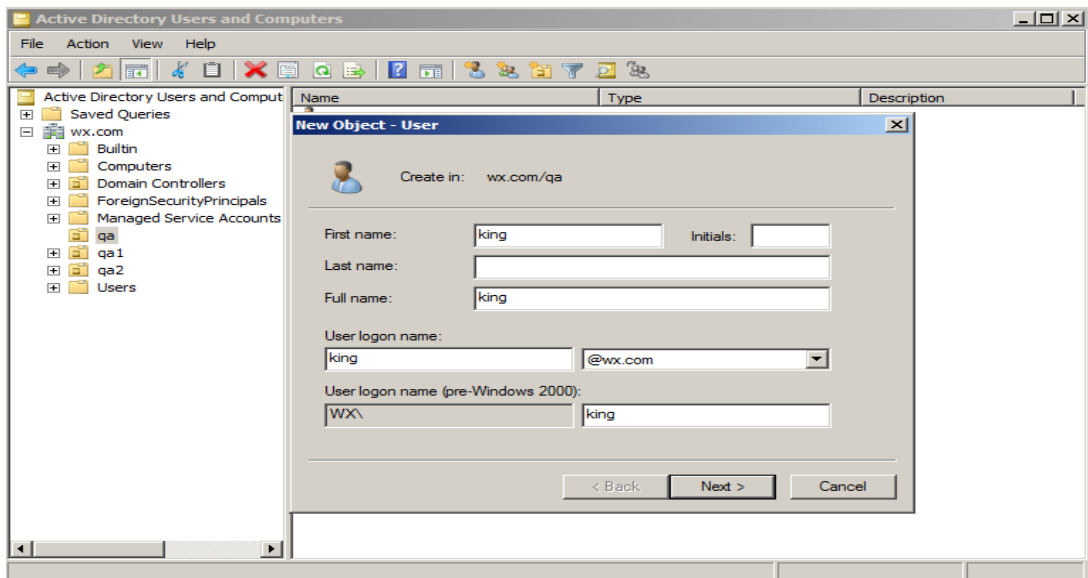 Active Directory Users and Computers
File Action View Help
Active Directory Users and Comput
Saved Queries
wx.com
Builtin
Computers
Domain Controllers
ForeignSecurityPrincipals
Managed Service Accounts
qa
qa1
qa2
Users
Name Type Description
New Object - User
Create in: wx.com/qa
First name: king Initials:
Last name:
Full name: king
User logon name:
king @wx.com
User logon name (pre-Windows 2000):
WX\ king
< Back Next > Cancel